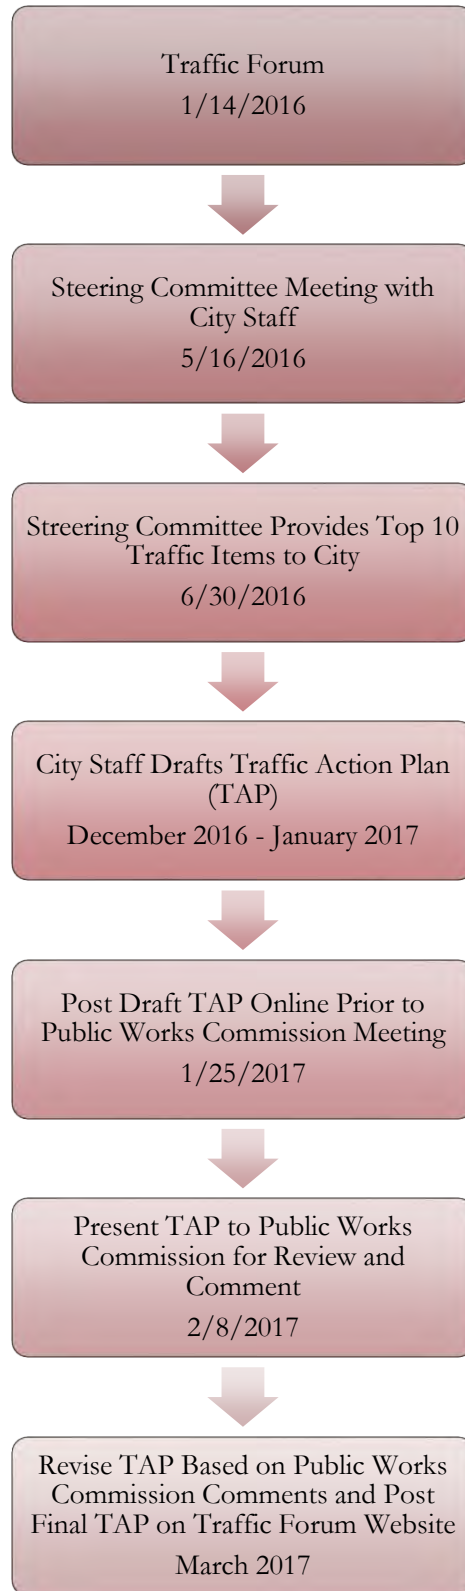 Traffic Forum
1/14/2016
Steering Committee Meeting with
City Staff
5/16/2016
Streering Committee Provides Top 10
Traffic Items to City
6/30/2016
City Staff Drafts Traffic Action Plan
(TAP)
December 2016 - January 2017
Post Draft TAP Online Prior to
Public Works Commission Meeting
1/25/2017
Present TAP to Public Works
Commission for Review and
Comment
2/8/2017
Revise TAP Based on Public Works
Commission Comments and Post
Final TAP on Traffic Forum Website
March 2017